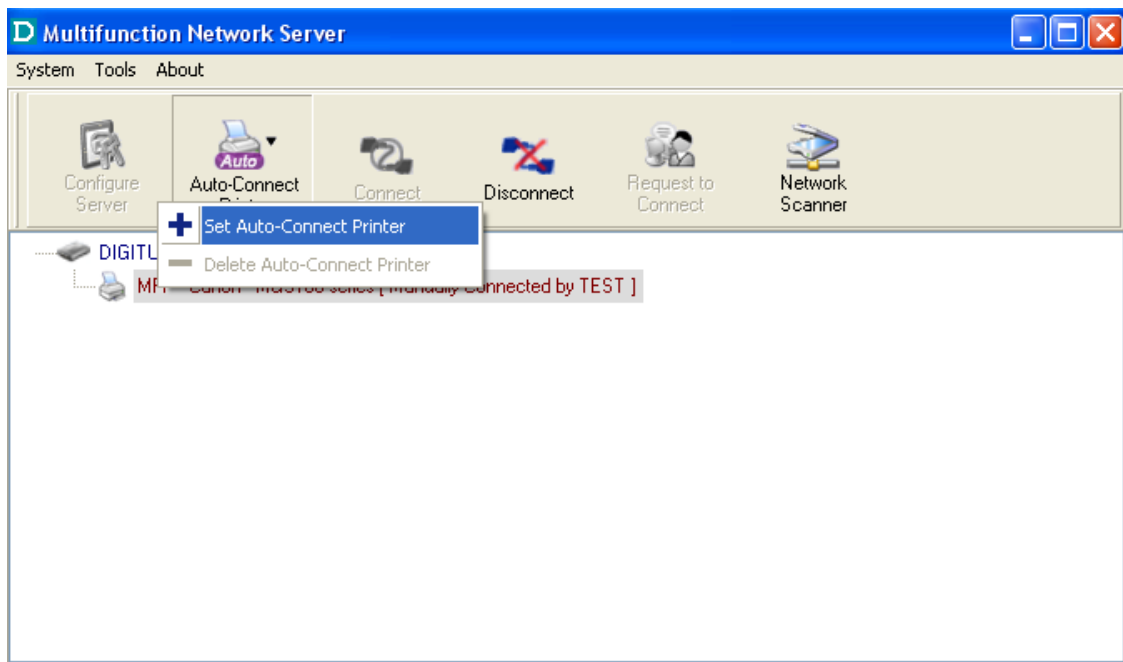 Multifunction Network Server
System Tools About
Configure Server
Auto
Auto-Connect
Connect
Disconnect
Request to Connect
Network Scanner
Set Auto-Connect Printer
Delete Auto-Connect Printer
DIGITU
Manually Connected by TEST ]